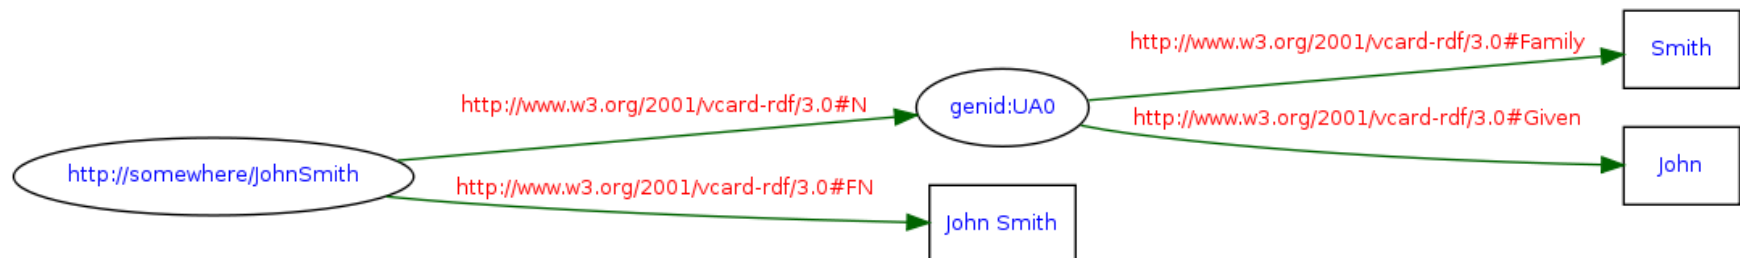 http://www.w3.org/2001/vcard-rdf/3.0#Family
Smith
http://www.w3.org/2001/vcard-rdf/3.0#N
genid:UA0
http://www.w3.org/2001/vcard-rdf/3.0#Given
John
http://somewhere/JohnSmith
http://www.w3.org/2001/vcard-rdf/3.0#FN
John Smith